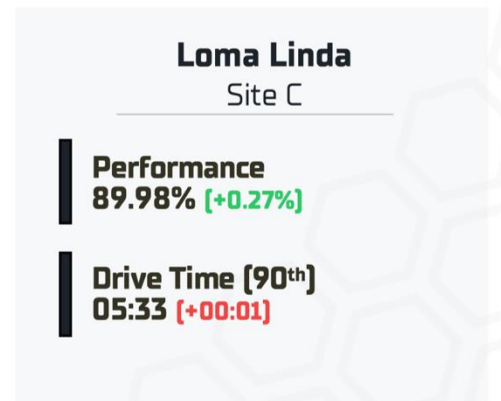 Loma Linda
Site C
Performance
89.98% (+0.27%)
Drive Time (90th)
05:33 (+00:01)